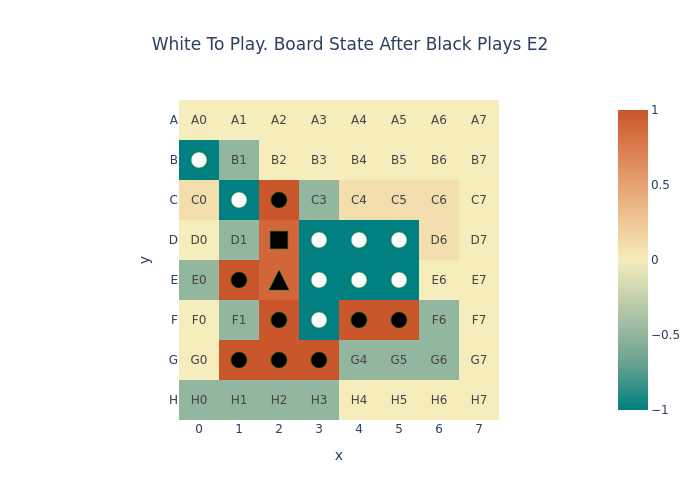 White To Play. Board State After Black Plays E2
A A0 A1 A2 A3 A4 A5 A6 A7
B B1 B2 B3 B4 B5 B6 B7
C C0 C3 C4 C5 C6 C7
D D0 D1 D6 D7
E E0 E6 E7
F F0 F1 F6 F7
G G0 G4 G5 G6 G7
H H0 H1 H2 H3 H4 H5 H6 H7
0 1 2 3 4 5 6 7
x
y
1
0.5
0
−0.5
−1